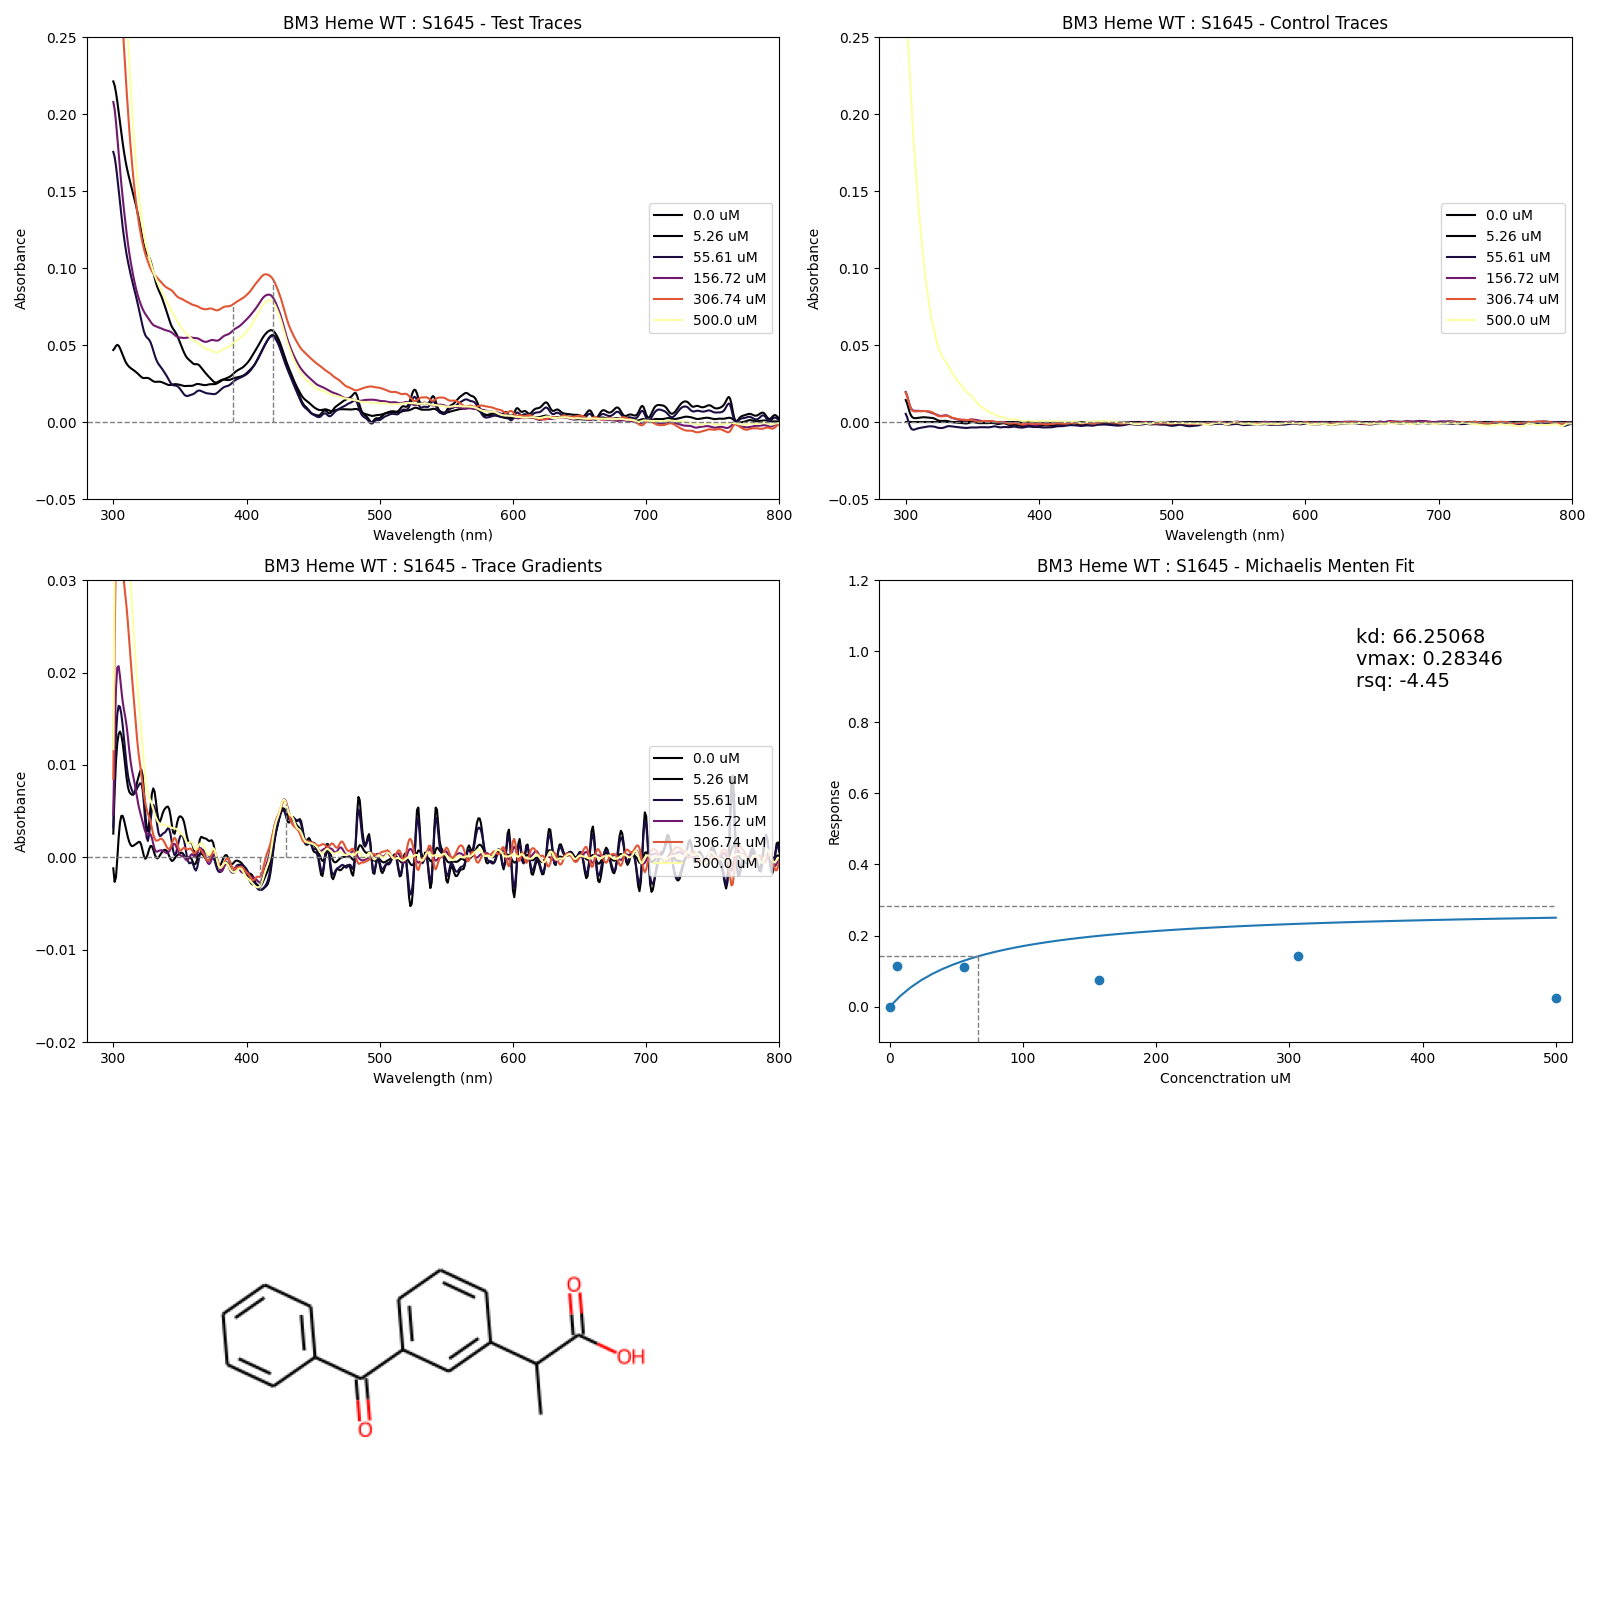 BM3 Heme WT : S1645 - Test Traces
0.25
0.20
0.15
0.10
0.05
0.00
−0.05
Absorbance
0.0 uM
5.26 uM
55.61 uM
156.72 uM
306.74 uM
500.0 uM
300 400 500 600 700 800
Wavelength (nm)
BM3 Heme WT : S1645 - Control Traces
0.25
0.20
0.15
0.10
0.05
0.00
−0.05
Absorbance
0.0 uM
5.26 uM
55.61 uM
156.72 uM
306.74 uM
500.0 uM
300 400 500 600 700 800
Wavelength (nm)
BM3 Heme WT : S1645 - Trace Gradients
0.03
0.02
0.01
0.00
−0.01
−0.02
Absorbance
0.0 uM
5.26 uM
55.61 uM
156.72 uM
306.74 uM
500.0 uM
300 400 500 600 700 800
Wavelength (nm)
BM3 Heme WT : S1645 - Michaelis Menten Fit
1.2
1.0
0.8
0.6
0.4
0.2
0.0
Response
kd: 66.25068
vmax: 0.28346
rsq: -4.45
0 100 200 300 400 500
Concenctration uM
O
OH
O